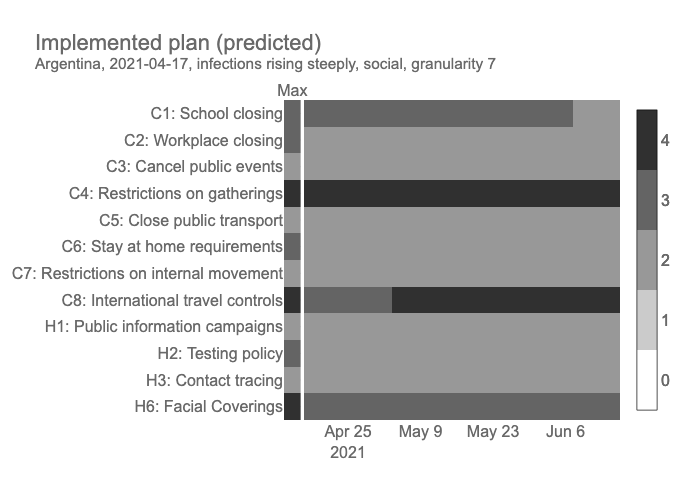 Implemented plan (predicted)
Argentina, 2021-04-17, infections rising steeply, social, granularity 7
Max
C1: School closing
C2: Workplace closing
C3: Cancel public events
C4: Restrictions on gatherings
C5: Close public transport
C6: Stay at home requirements
C7: Restrictions on internal movement
C8: International travel controls
H1: Public information campaigns
H2: Testing policy
H3: Contact tracing
H6: Facial Coverings
4
3
2
1
0
Apr 25 May 9 May 23 Jun 6
2021